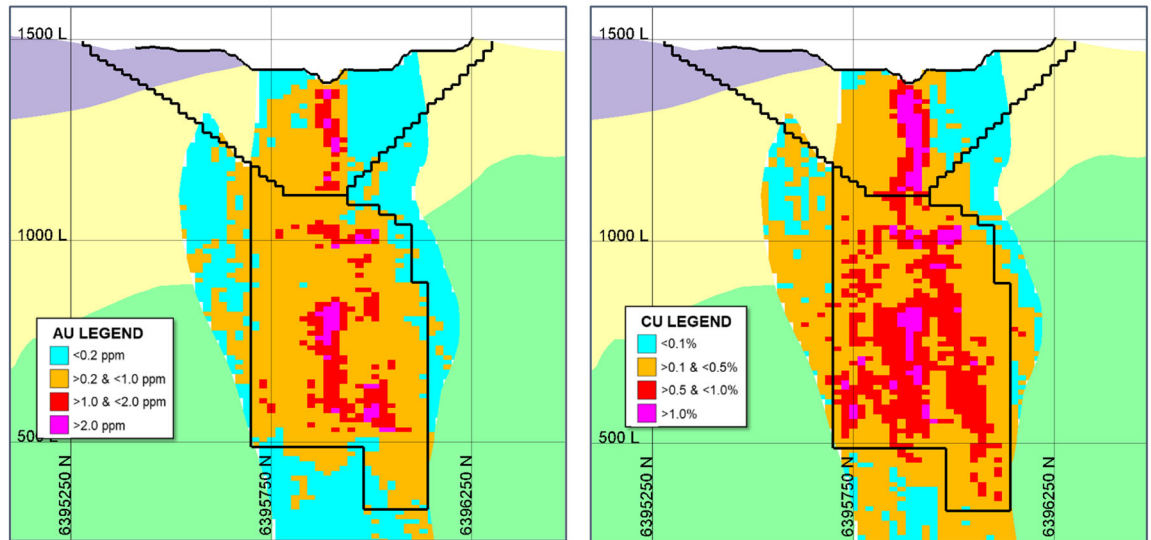 1500 L
1000 L
AU LEGEND
<0.2 ppm
>0.2 & <1.0 ppm
>1.0 & <2.0 ppm
>2.0 ppm
500 L
6395250 N
6395750 N
6396250 N
1500 L
1000 L
CU LEGEND
<0.1%
>0.1 & <0.5%
>0.5 & <1.0%
>1.0%
500 L
6395250 N
6395750 N
6396250 N